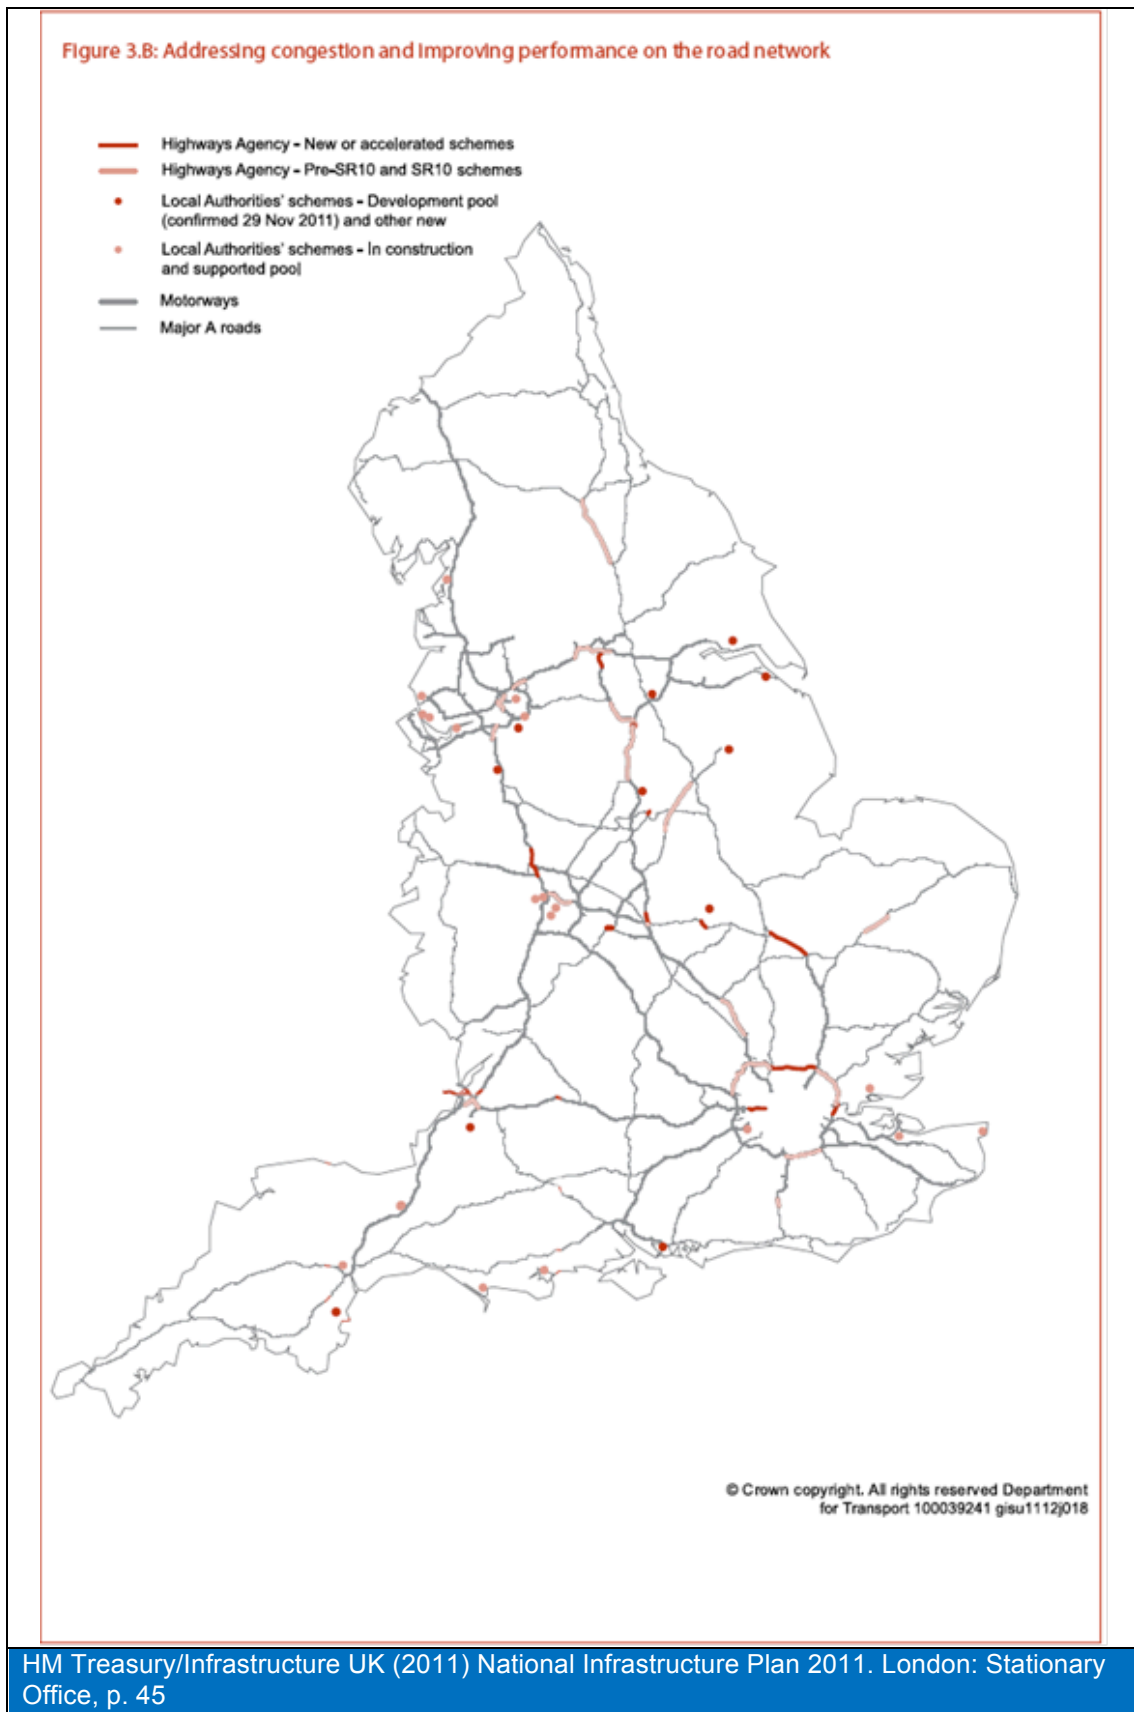 Figure 3.B: Addressing congestion and improving performance on the road network
Highways Agency - New or accelerated schemes
Highways Agency - Pre-SR10 and SR10 schemes
Local Authorities' schemes - Development pool
(confirmed 29 Nov 2011) and other new
Local Authorities' schemes - In construction
and supported pool
Motorways
Major A roads
© Crown copyright. All rights reserved Department
for Transport 100039241 gisu1112j018
HM Treasury/Infrastructure UK (2011) National Infrastructure Plan 2011. London: Stationary
Office, p. 45